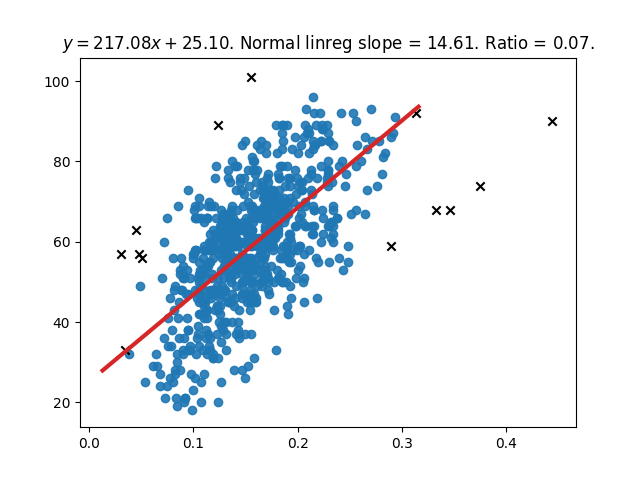 y = 217.08x + 25.10. Normal linreg slope = 14.61. Ratio = 0.07.
100
80
60
40
20
0.0 0.1 0.2 0.3 0.4